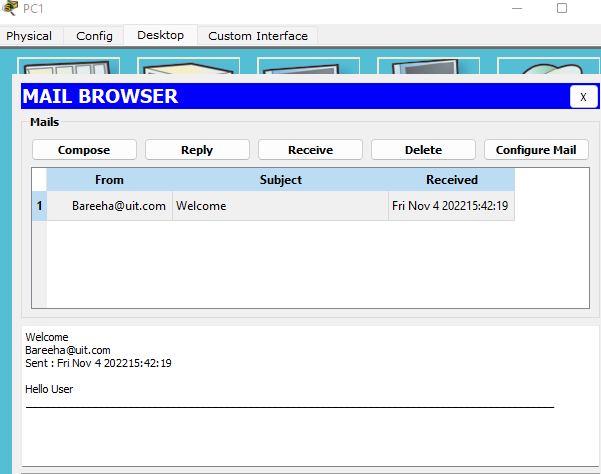 PC1
Physical Config Desktop Custom Interface
MAIL BROWSER X
Mails
Compose Reply Receive Delete Configure Mail
From Subject Received
1 Bareeha@uit.com Welcome Fri Nov 4 202215:42:19
Welcome
Bareeha@uit.com
Sent : Fri Nov 4 202215:42:19
Hello User